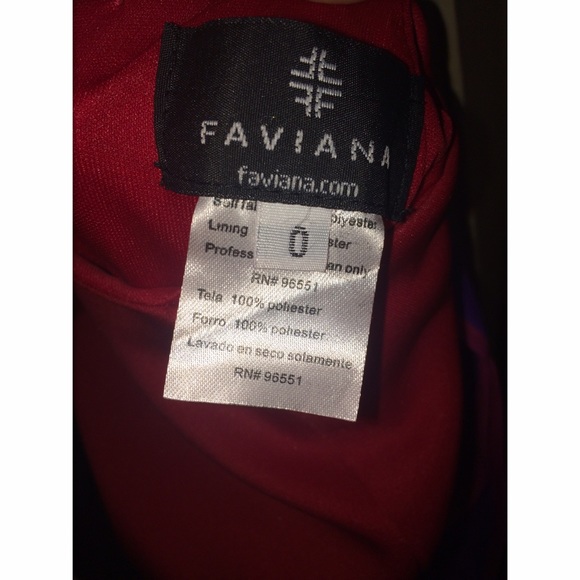 FAVIANA
faviana.com
Lining
0
RN# 96551
Tela 100% poliester
Forro 100% poliester
Lavado en seco solamente
RN# 96551